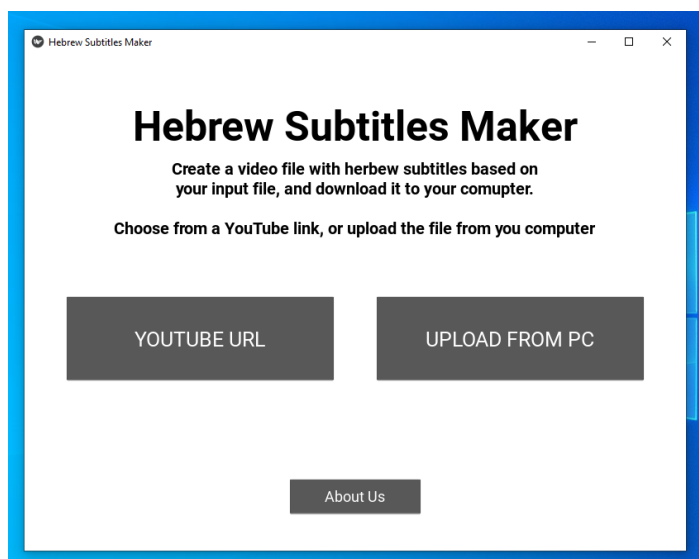 Hebrew Subtitles Maker
Hebrew Subtitles Maker
Create a video file with herbew subtitles based on
your input file, and download it to your comupter.
Choose from a YouTube link, or upload the file from you computer
YOUTUBE URL
UPLOAD FROM PC
About Us